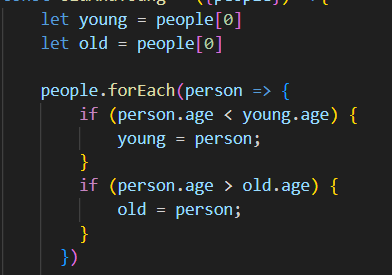 let young = people[0]
let old = people[0]
people.forEach(person => {
if (person.age < young.age) {
young = person;
}
if (person.age > old.age) {
old = person;
}
})